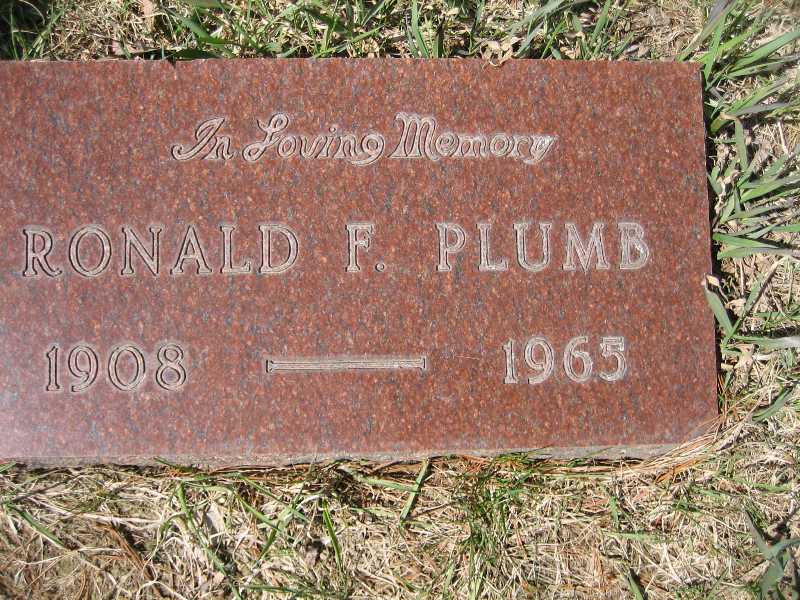 In Loving Memory
RONALD F. PLUMB
1908 — 1965